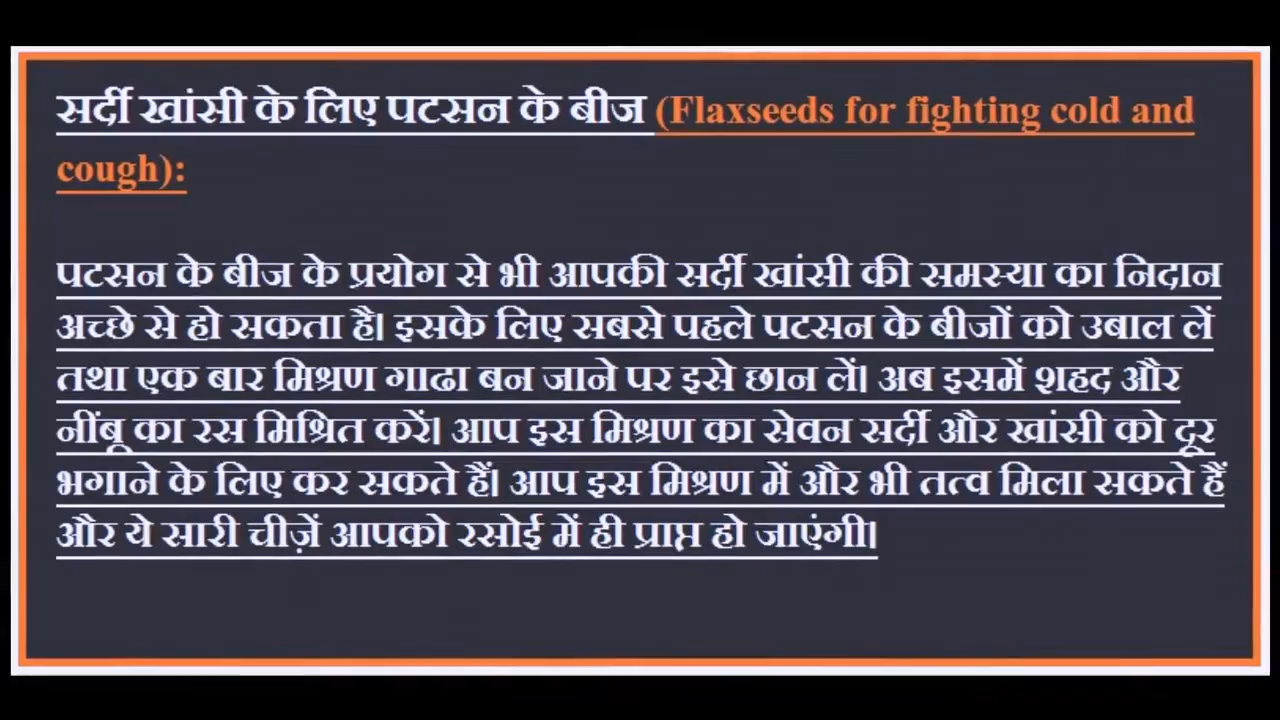 सर्दी खांसी के लिए पटसन के बीज (Flaxseeds for fighting cold and
cough):
पटसन के बीज के प्रयोग से भी आपकी सर्दी खांसी की समस्या का निदान
अच्छे से हो सकता है। इसके लिए सबसे पहले पटसन के बीजों को उबाल लें
तथा एक बार मिश्रण गाढा बन जाने पर इसे छान लें। अब इसमें शहद और
नींबू का रस मिश्रित करें। आप इस मिश्रण का सेवन सर्दी और खांसी को दूर
भगाने के लिए कर सकते हैं। आप इस मिश्रण में और भी तत्व मिला सकते हैं
और ये सारी चीज़ें आपको रसोई में ही प्राप्त हो जाएंगी।